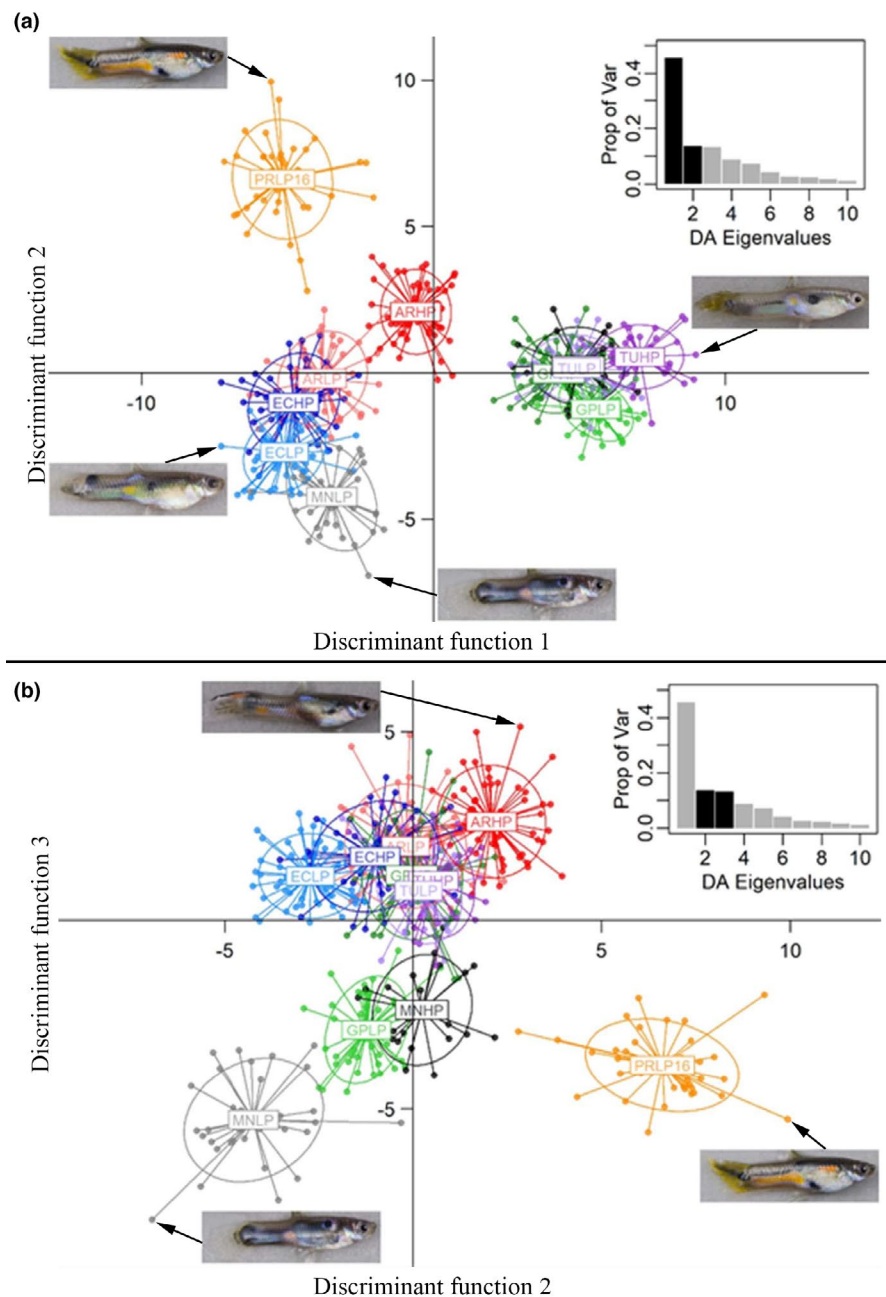 (a)
10
0.4
Prop of Var
PRLP16
0.2
0.0
5
2 4 6 8 10
DA Eigenvalues
Discriminant function 2
ARHP
TUHP
TULP
-10
ARLP
10
ECHP
GPLP
ECLP
MNLP
-5
Discriminant function 1
(b)
5
0.4
Prop of Var
0.2
ARHP
0.0
ECHP
2 4 6 8 10
ECLP
DA Eigenvalues
TULP
Discriminant function 3
-5
5
10
MNHP
GPLP
PRLP16
-5
MNLP
Discriminant function 2